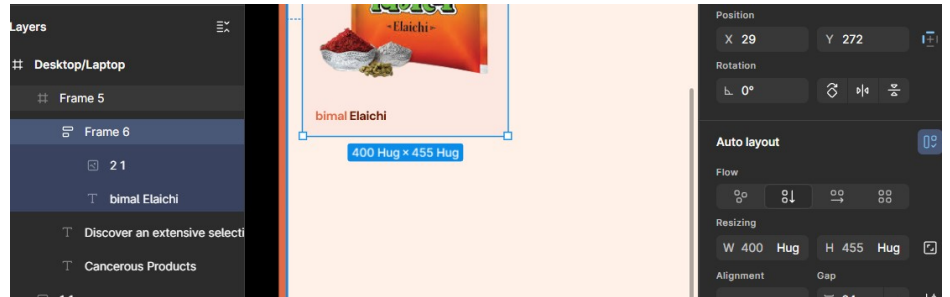 Layers
Desktop/Laptop
Frame 5
Frame 6
2 1
bimal Elaichi
Discover an extensive selecti
Cancerous Products
-Elaichi-
bimal Elaichi
400 Hug × 455 Hug
Position
X 29
Y 272
Rotation
0°
Auto layout
Flow
Resizing
W 400 Hug
H 455 Hug
Alignment
Gap